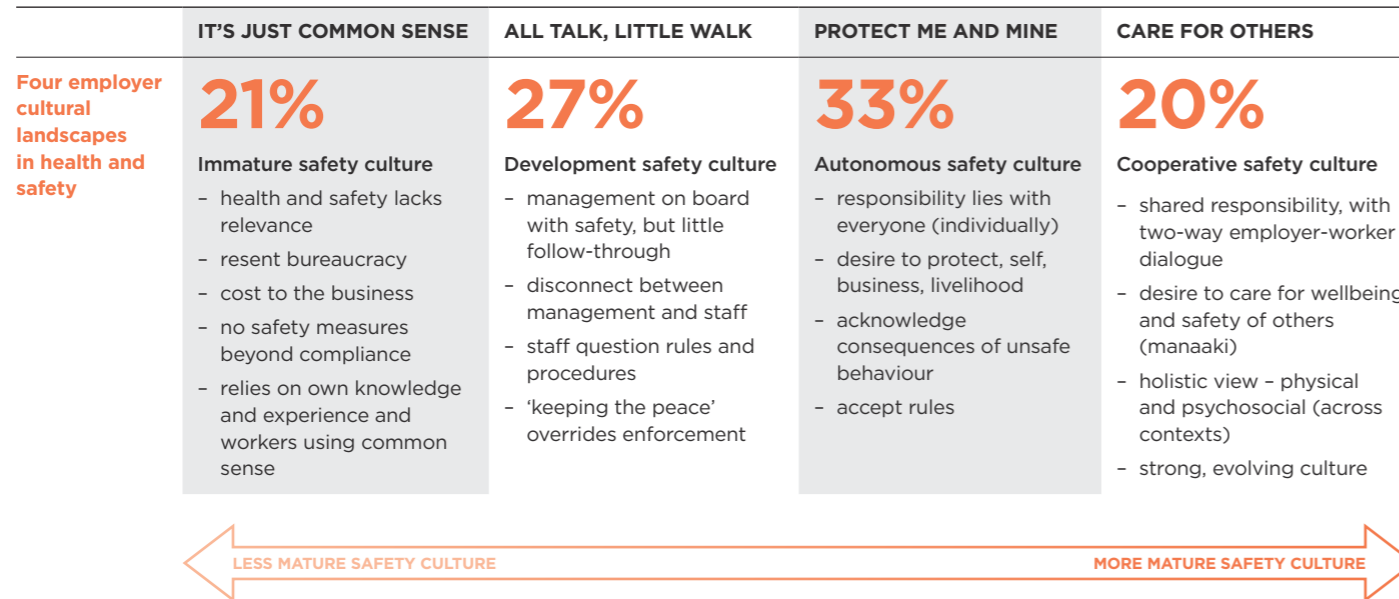 IT'S JUST COMMON SENSE
ALL TALK, LITTLE WALK
PROTECT ME AND MINE
CARE FOR OTHERS
Four employer
cultural
landscapes
in health and
safety
21%
Immature safety culture
– health and safety lacks
relevance
– resent bureaucracy
– cost to the business
– no safety measures
beyond compliance
– relies on own knowledge
and experience and
workers using common
sense
27%
Development safety culture
– management on board
with safety, but little
follow-through
– disconnect between
management and staff
– staff question rules and
procedures
– 'keeping the peace'
overrides enforcement
33%
Autonomous safety culture
– responsibility lies with
everyone (individually)
– desire to protect, self,
business, livelihood
– acknowledge
consequences of unsafe
behaviour
– accept rules
20%
Cooperative safety culture
– shared responsibility, with
two-way employer-worker
dialogue
– desire to care for wellbeing
and safety of others
(manaaki)
– holistic view – physical
and psychosocial (across
contexts)
– strong, evolving culture
LESS MATURE SAFETY CULTURE
MORE MATURE SAFETY CULTURE